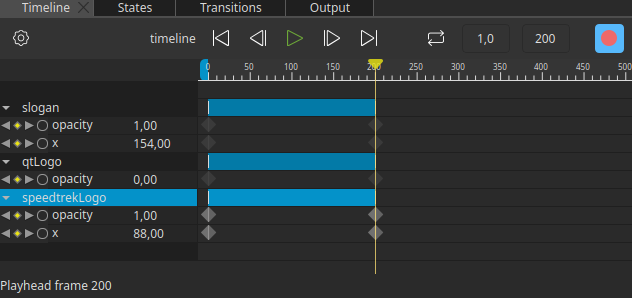 Timeline States Transitions Output
timeline 1,0 200
0 50 100 150 200 250 300 350 400 450 500
slogan
opacity 1,00
x 154,00
qtLogo
opacity 0,00
speedtrekLogo
opacity 1,00
x 88,00
Playhead frame 200